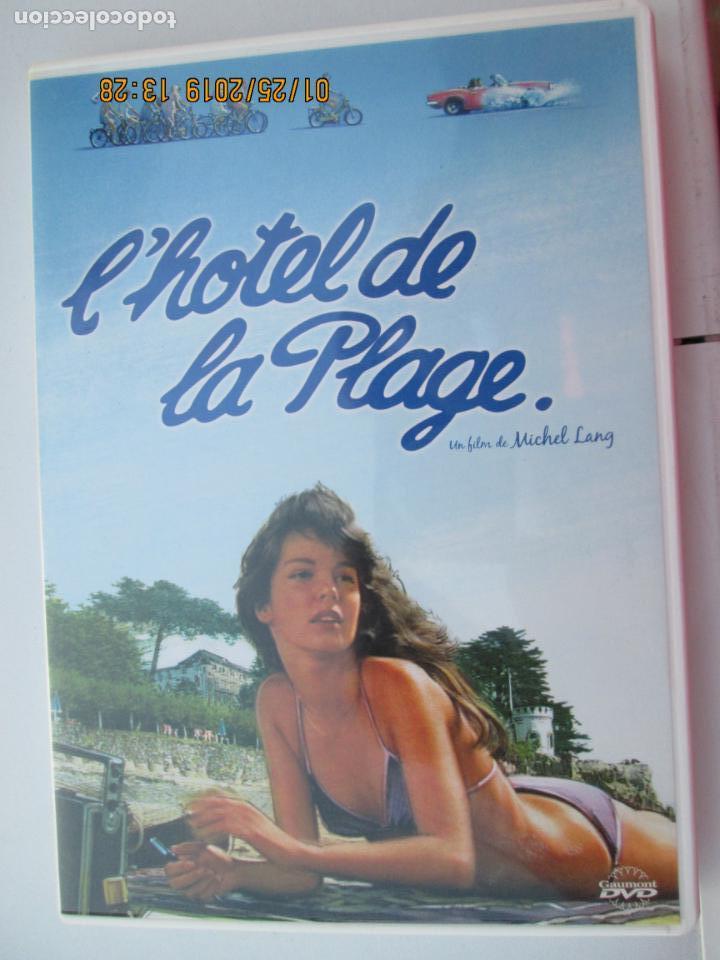 todocoleccion
01/25/2019 13:28
l'hotel de
la Plage.
Un film de Michel Lang
Gaumont
DVD